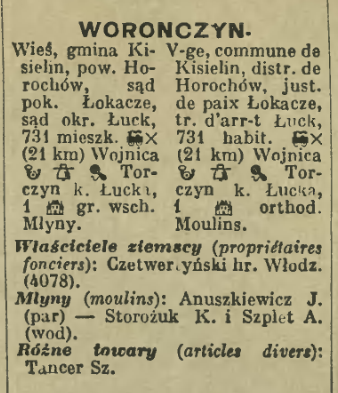 WORONCZYN.
Wieś, gmina Ki-
sielin, pow. Ho-
rochów, sąd
pok. Łokacze,
sąd okr. Łuck,
731 mieszk.
(21 km) Wojnica
Tor-
czyn k. Łucka,
1 gr. wsch.
Młyny.
V-ge, commune de
Kisielin, distr. de
Horochów, just.
de paix Łokacze,
tr. d'arr-t Łuck,
731 habit.
(21 km) Wojnica
Tor-
czyn k. Łucka,
1 orthod.
Moulins.
Właściciele ziemscy (propriétaires
fonciers): Czetwertyński hr. Włodz.
(4078).
Młyny (moulins): Anuszkiewicz J.
(par) — Storożuk K. i Szplet A.
(wod).
Różne towary (articles divers):
Tancer Sz.